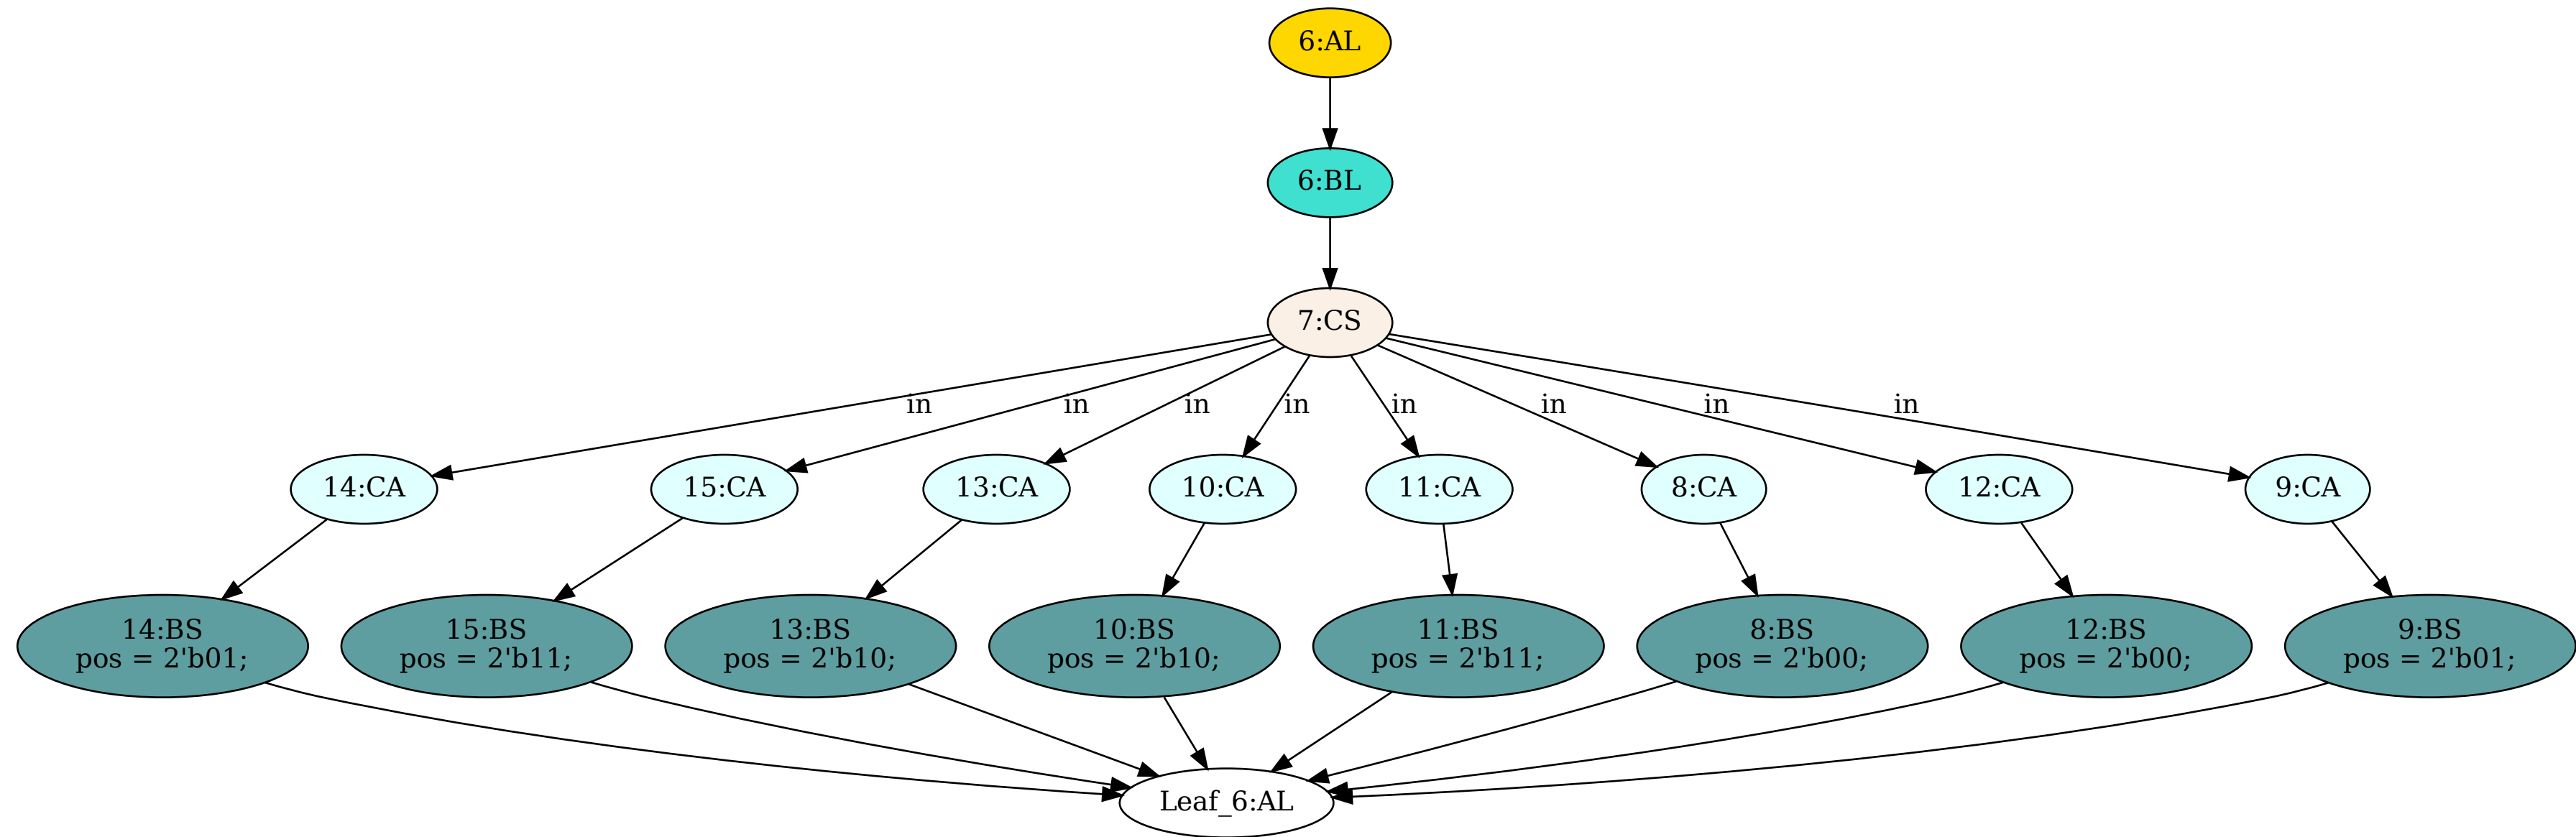 6:AL
6:BL
7:CS
in in in in in in in in
14:CA 15:CA 13:CA 10:CA 11:CA 8:CA 12:CA 9:CA
14:BS
pos = 2'b01;
15:BS
pos = 2'b11;
13:BS
pos = 2'b10;
10:BS
pos = 2'b10;
11:BS
pos = 2'b11;
8:BS
pos = 2'b00;
12:BS
pos = 2'b00;
9:BS
pos = 2'b01;
Leaf_6:AL